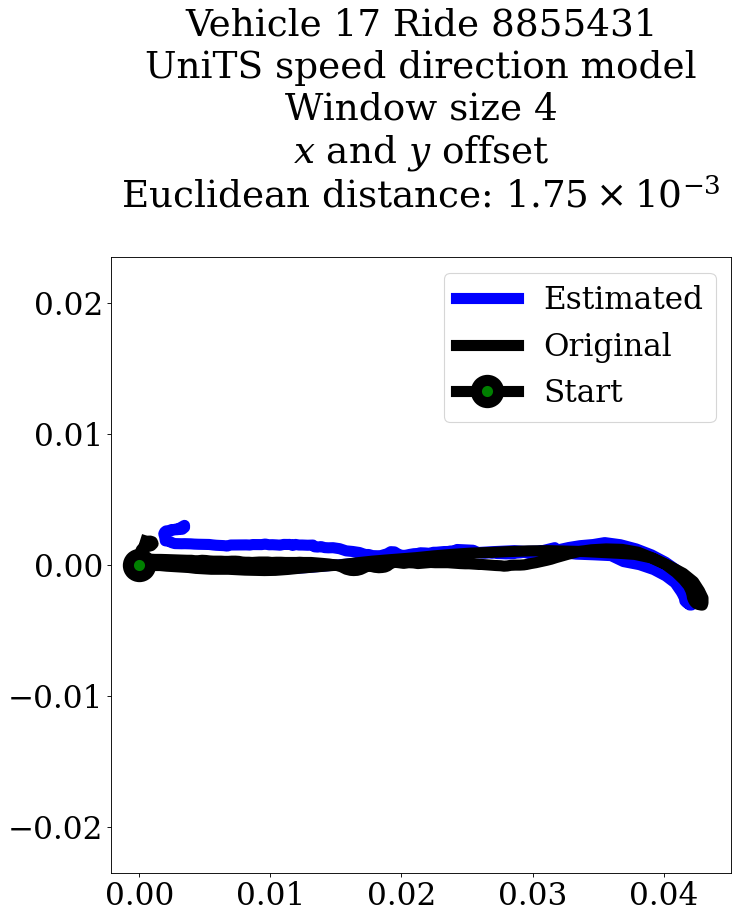 Vehicle 17 Ride 8855431
UniTS speed direction model
Window size 4
x and y offset
Euclidean distance: 1.75 × 10⁻³
Estimated
Original
Start
0.02
0.01
0.00
−0.01
−0.02
0.00 0.01 0.02 0.03 0.04